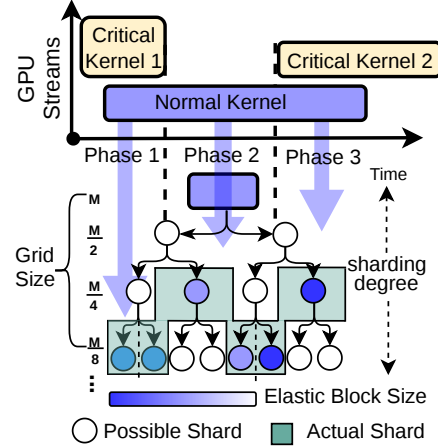 Critical
Kernel 1
Critical
Kernel 2
GPU
Streams
Normal Kernel
Phase 1
Phase 2
Phase 3
Time
M
M
2
Grid
Size
sharding
degree
M
4
M
8
...
Elastic Block Size
Possible Shard
Actual Shard